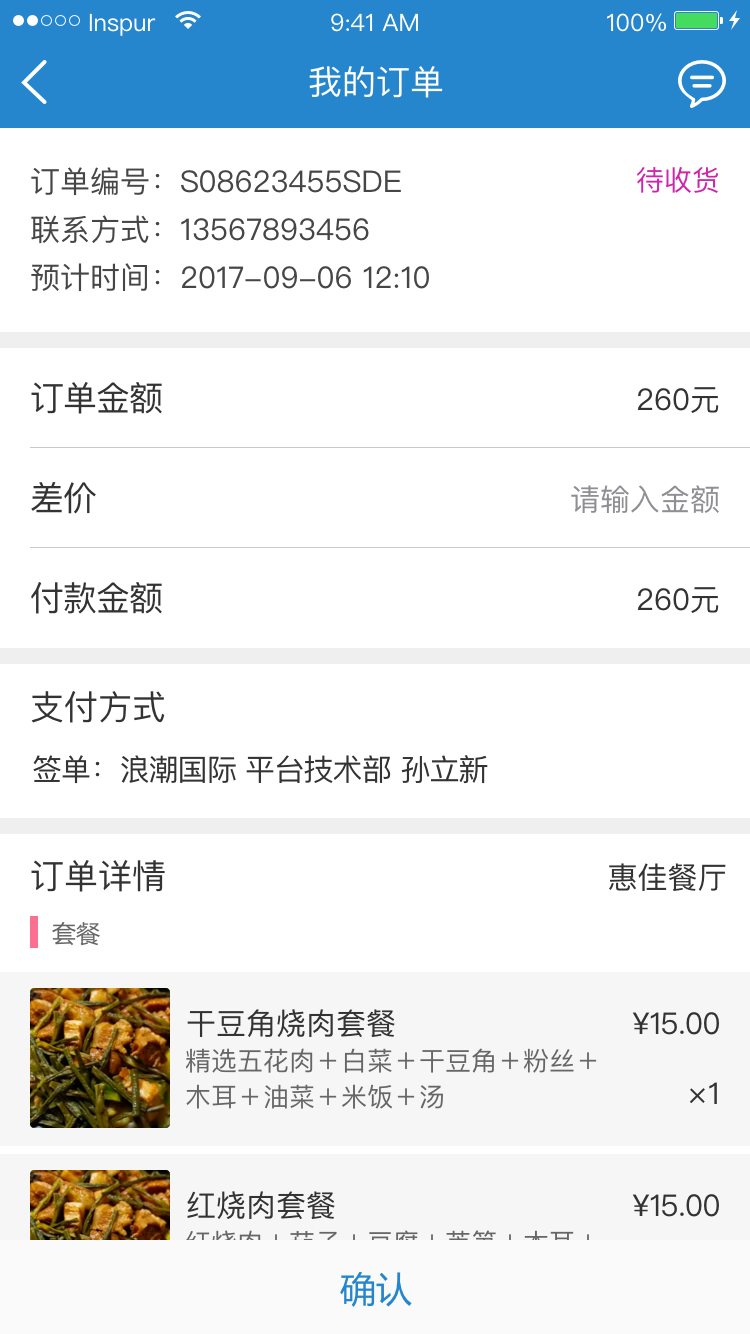 Inspur 9:41 AM 100%
我的订单
订单编号：S08623455SDE 待收货
联系方式：13567893456
预计时间：2017-09-06 12:10
订单金额 260元
差价 请输入金额
付款金额 260元
支付方式
签单：浪潮国际 平台技术部 孙立新
订单详情 惠佳餐厅
套餐
干豆角烧肉套餐 ¥15.00
精选五花肉＋白菜＋干豆角＋粉丝＋
木耳＋油菜＋米饭＋汤 ×1
红烧肉套餐 ¥15.00
确认